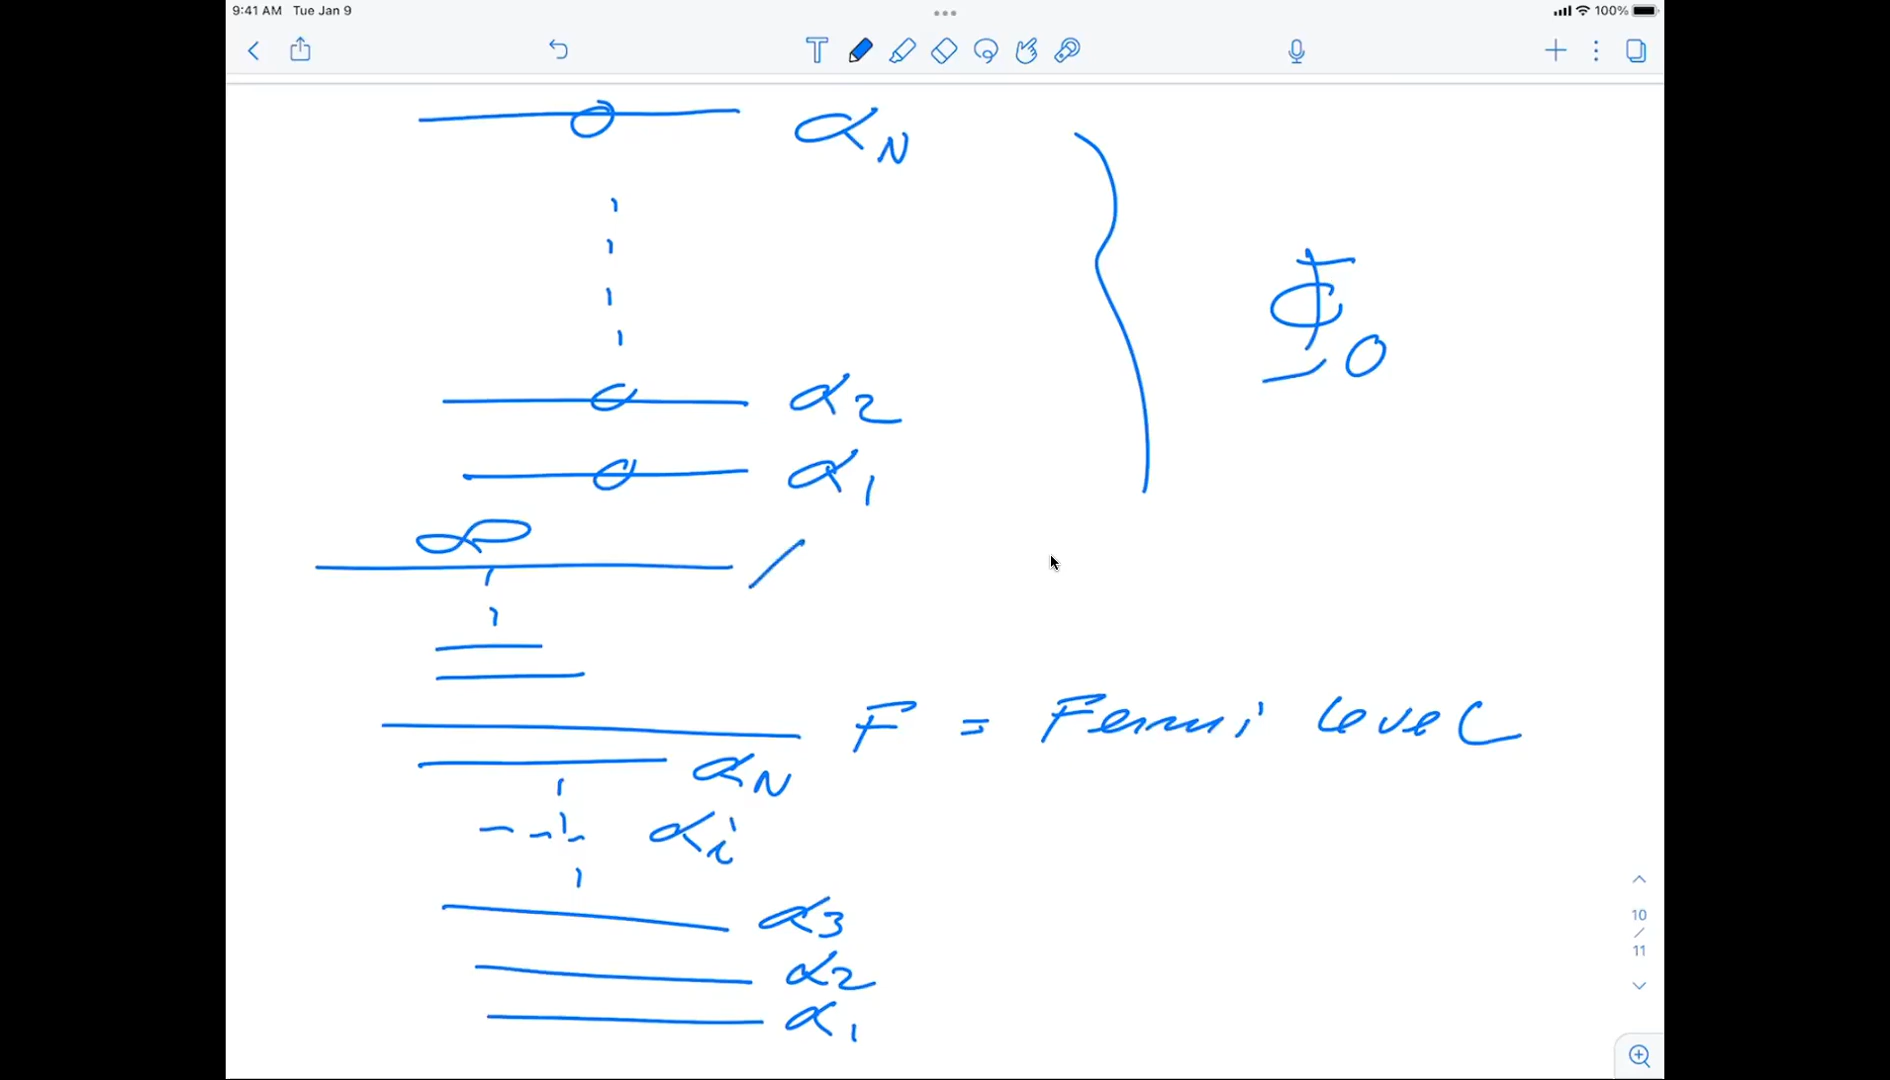 9:41 AM Tue Jan 9
100%
T
α_N
Φ_0
α_2
α_1
∞
F = Fermi level
α_N
α_i
α_3
α_2
α_1
10
/
11